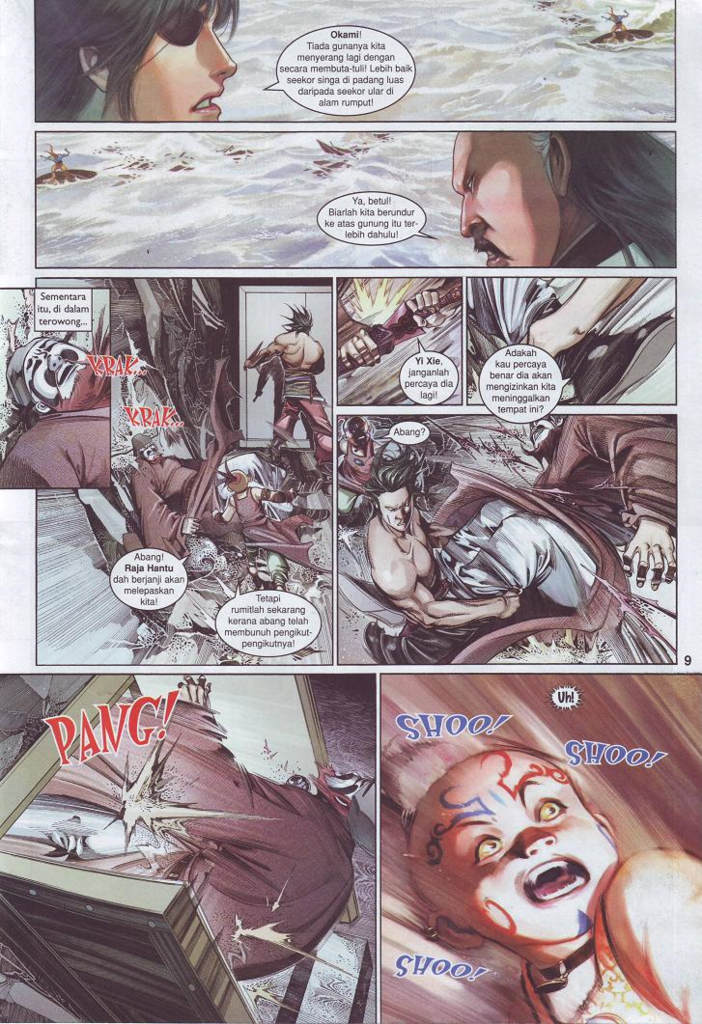 Okami!
Tiada gunanya kita
menyerang lagi dengan
secara membuta-tuli! Lebih baik
seekor singa di padang luas
daripada seekor ular di
alam rumput!
Ya, betul!
Biarlah kita berundur
ke atas gunung itu ter-
lebih dahulu!
Sementara
itu, di dalam
terowong...
KRAK...
KRAK...
Abang!
Raja Hantu
dah berjanji akan
melepaskan
kita!
Tetapi
rumitlah sekarang
kerana abang telah
membunuh pengikut-
pengikutnya!
Yi Xie,
janganlah
percaya dia
lagi!
Adakah
kau percaya
benar dia akan
mengizinkan kita
meninggalkan
tempat ini?
Abang?
9
PANG!
Uh!
SHOO!
SHOO!
SHOO!